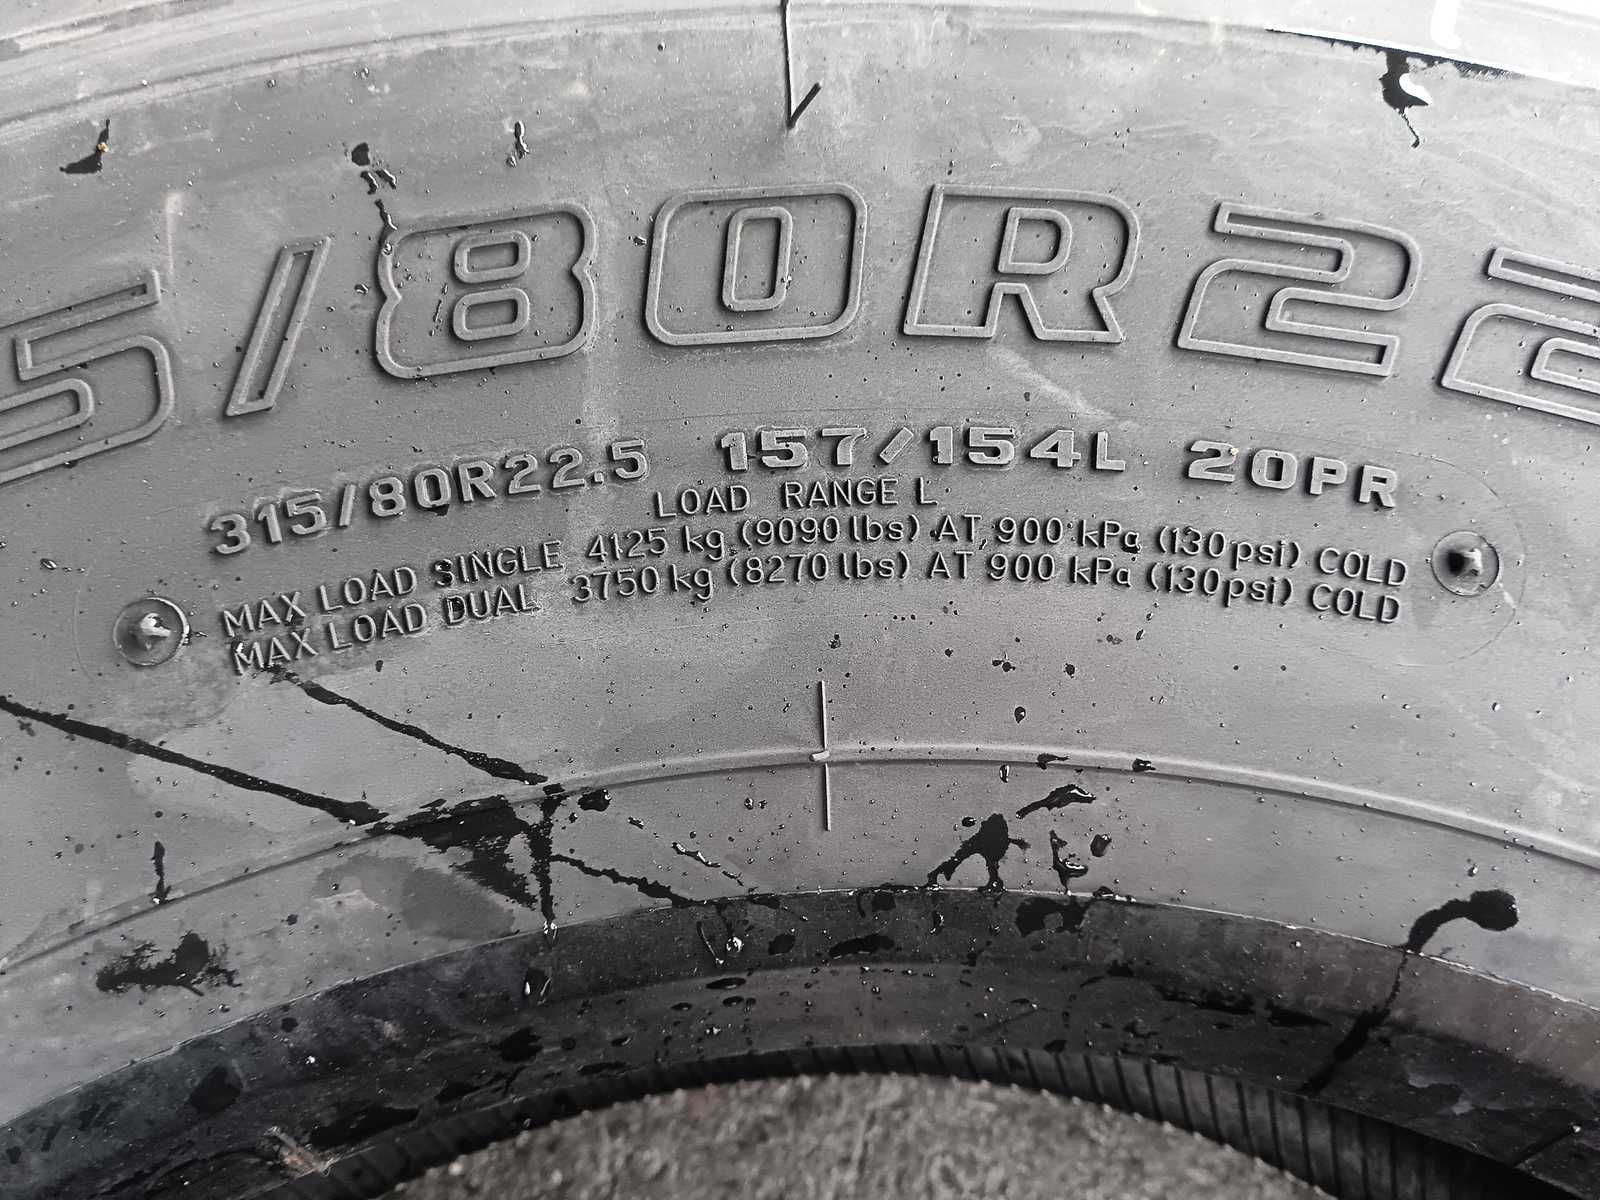 5/80R22
315/80R22.5 157/154L 20PR
LOAD RANGE L
MAX LOAD SINGLE 4125 kg (9090 lbs) AT 900 kPa (130psi) COLD
MAX LOAD DUAL 3750 kg (8270 lbs) AT 900 kPa (130psi) COLD